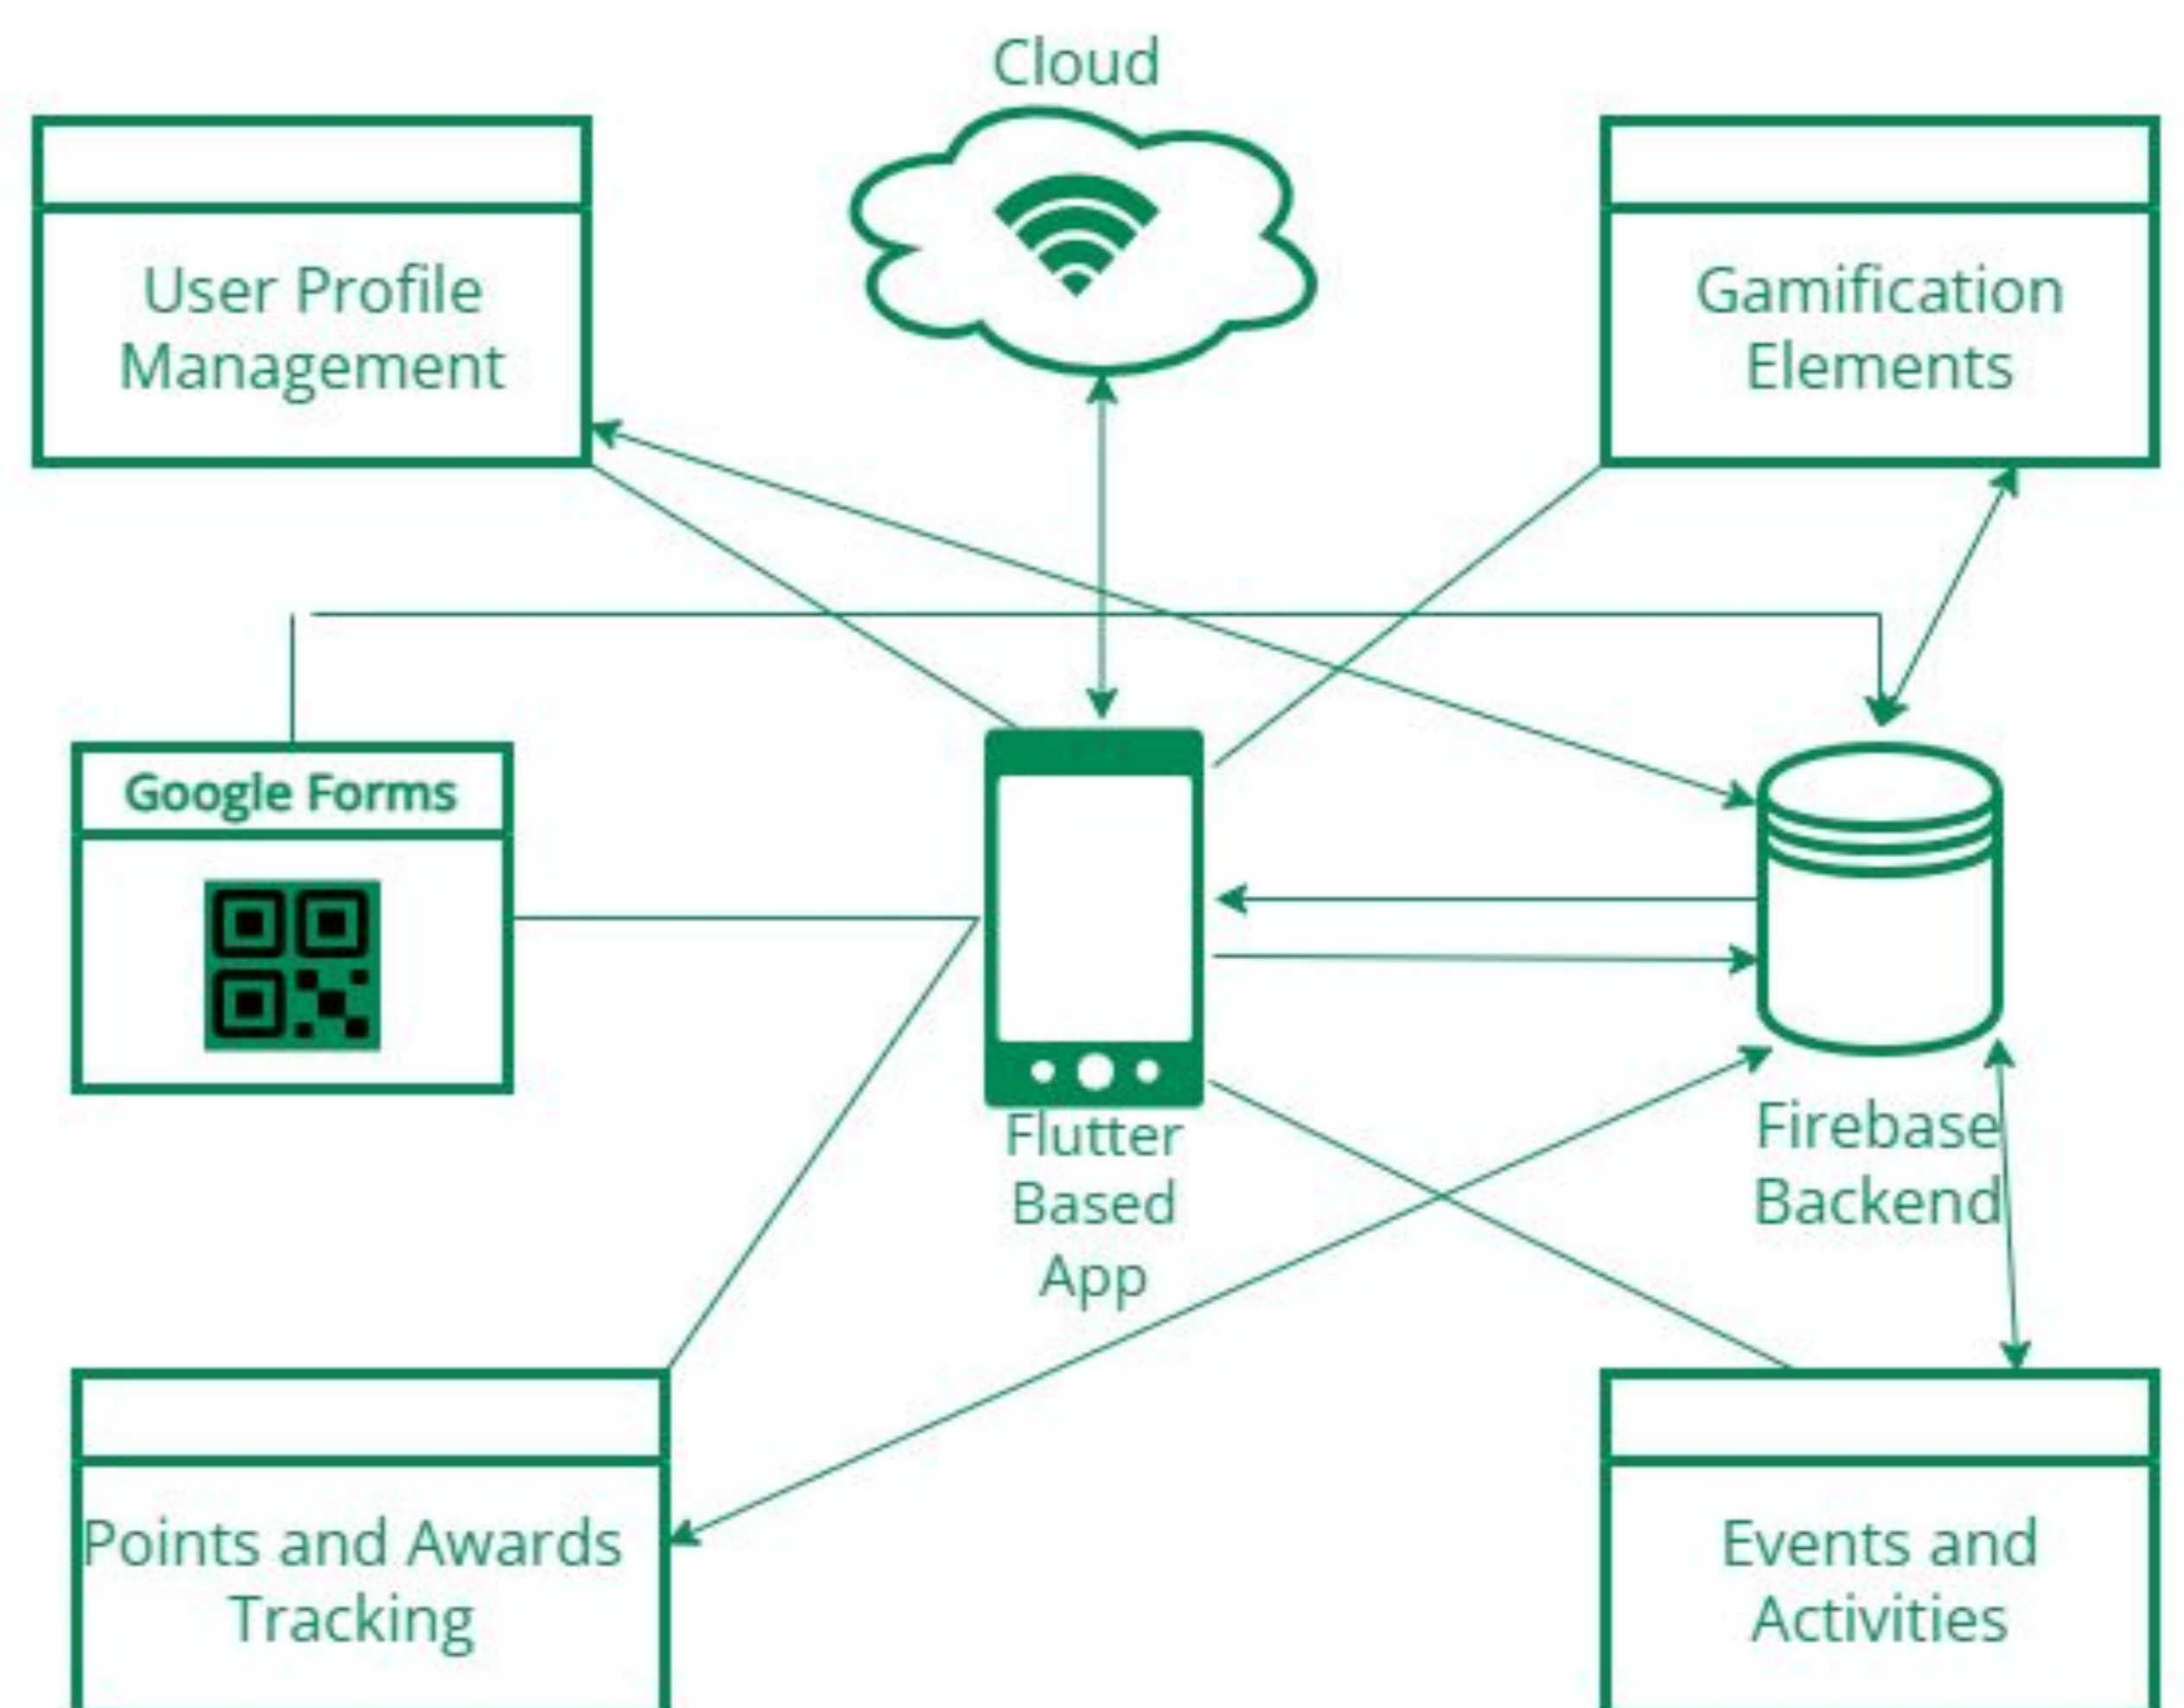 Cloud
User Profile
Management
Gamification
Elements
Google Forms
Flutter
Based
App
Firebase
Backend
Points and Awards
Tracking
Events and
Activities